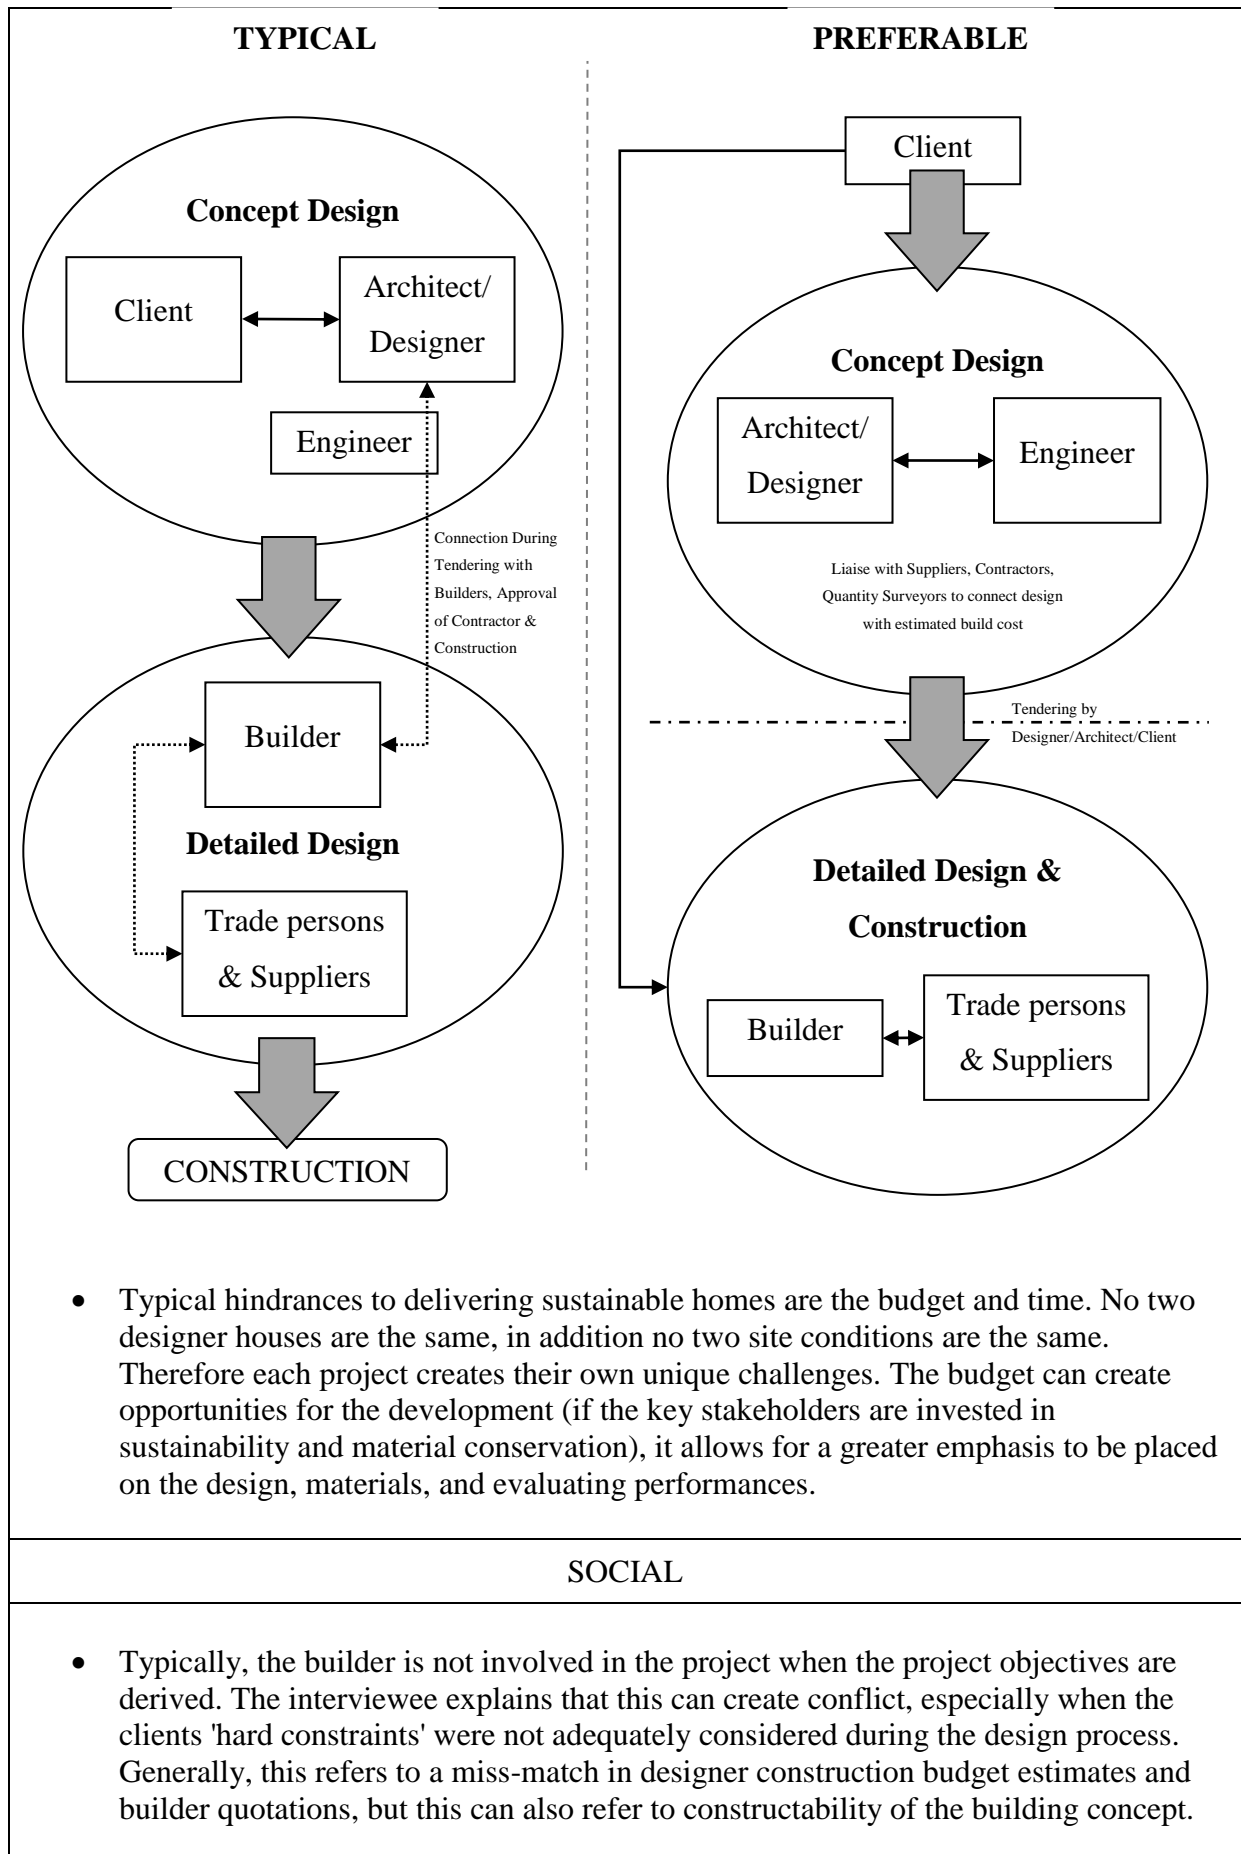 TYPICAL
PREFERABLE
Concept Design
Client
Architect/
Designer
Engineer
Connection During
Tendering with
Builders, Approval
of Contractor &
Construction
Builder
Detailed Design
Trade persons
& Suppliers
CONSTRUCTION
Client
Concept Design
Architect/
Designer
Engineer
Liaise with Suppliers, Contractors,
Quantity Surveyors to connect design
with estimated build cost
Tendering by
Designer/Architect/Client
Detailed Design &
Construction
Builder
Trade persons
& Suppliers
• Typical hindrances to delivering sustainable homes are the budget and time. No two
designer houses are the same, in addition no two site conditions are the same.
Therefore each project creates their own unique challenges. The budget can create
opportunities for the development (if the key stakeholders are invested in
sustainability and material conservation), it allows for a greater emphasis to be placed
on the design, materials, and evaluating performances.
SOCIAL
• Typically, the builder is not involved in the project when the project objectives are
derived. The interviewee explains that this can create conflict, especially when the
clients 'hard constraints' were not adequately considered during the design process.
Generally, this refers to a miss-match in designer construction budget estimates and
builder quotations, but this can also refer to constructability of the building concept.